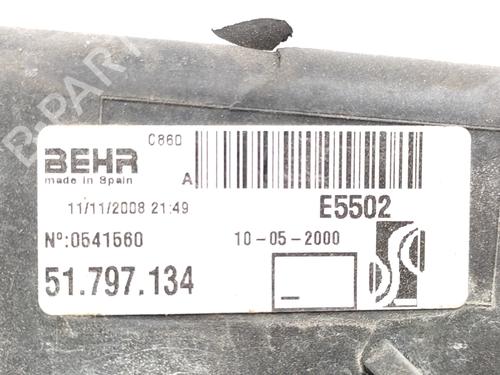 C860
BEHR
made in Spain
A
11/11/2008 21:49
E5502
Nº:0541560
10-05-2000
51.797.134
B-PARTS